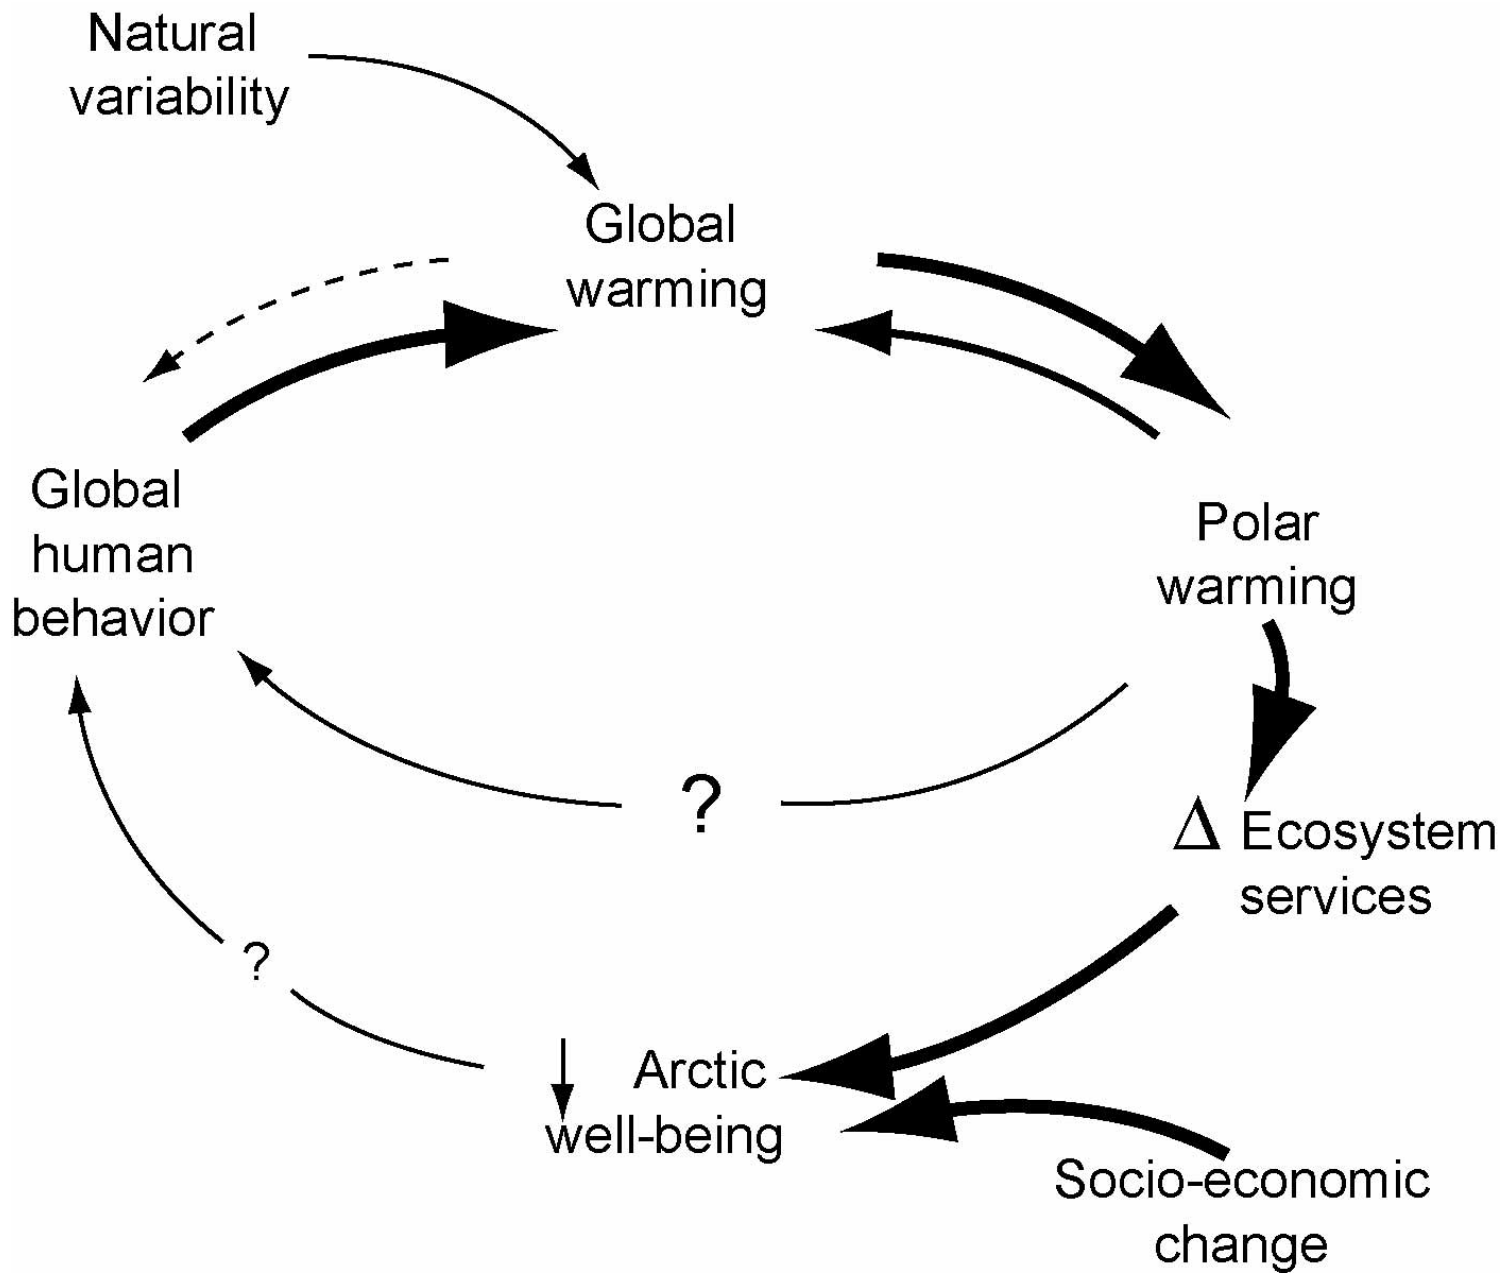 Natural
variability
Global
warming
Global
human
behavior
Polar
warming
?
Δ Ecosystem
services
?
Arctic
well-being
Socio-economic
change